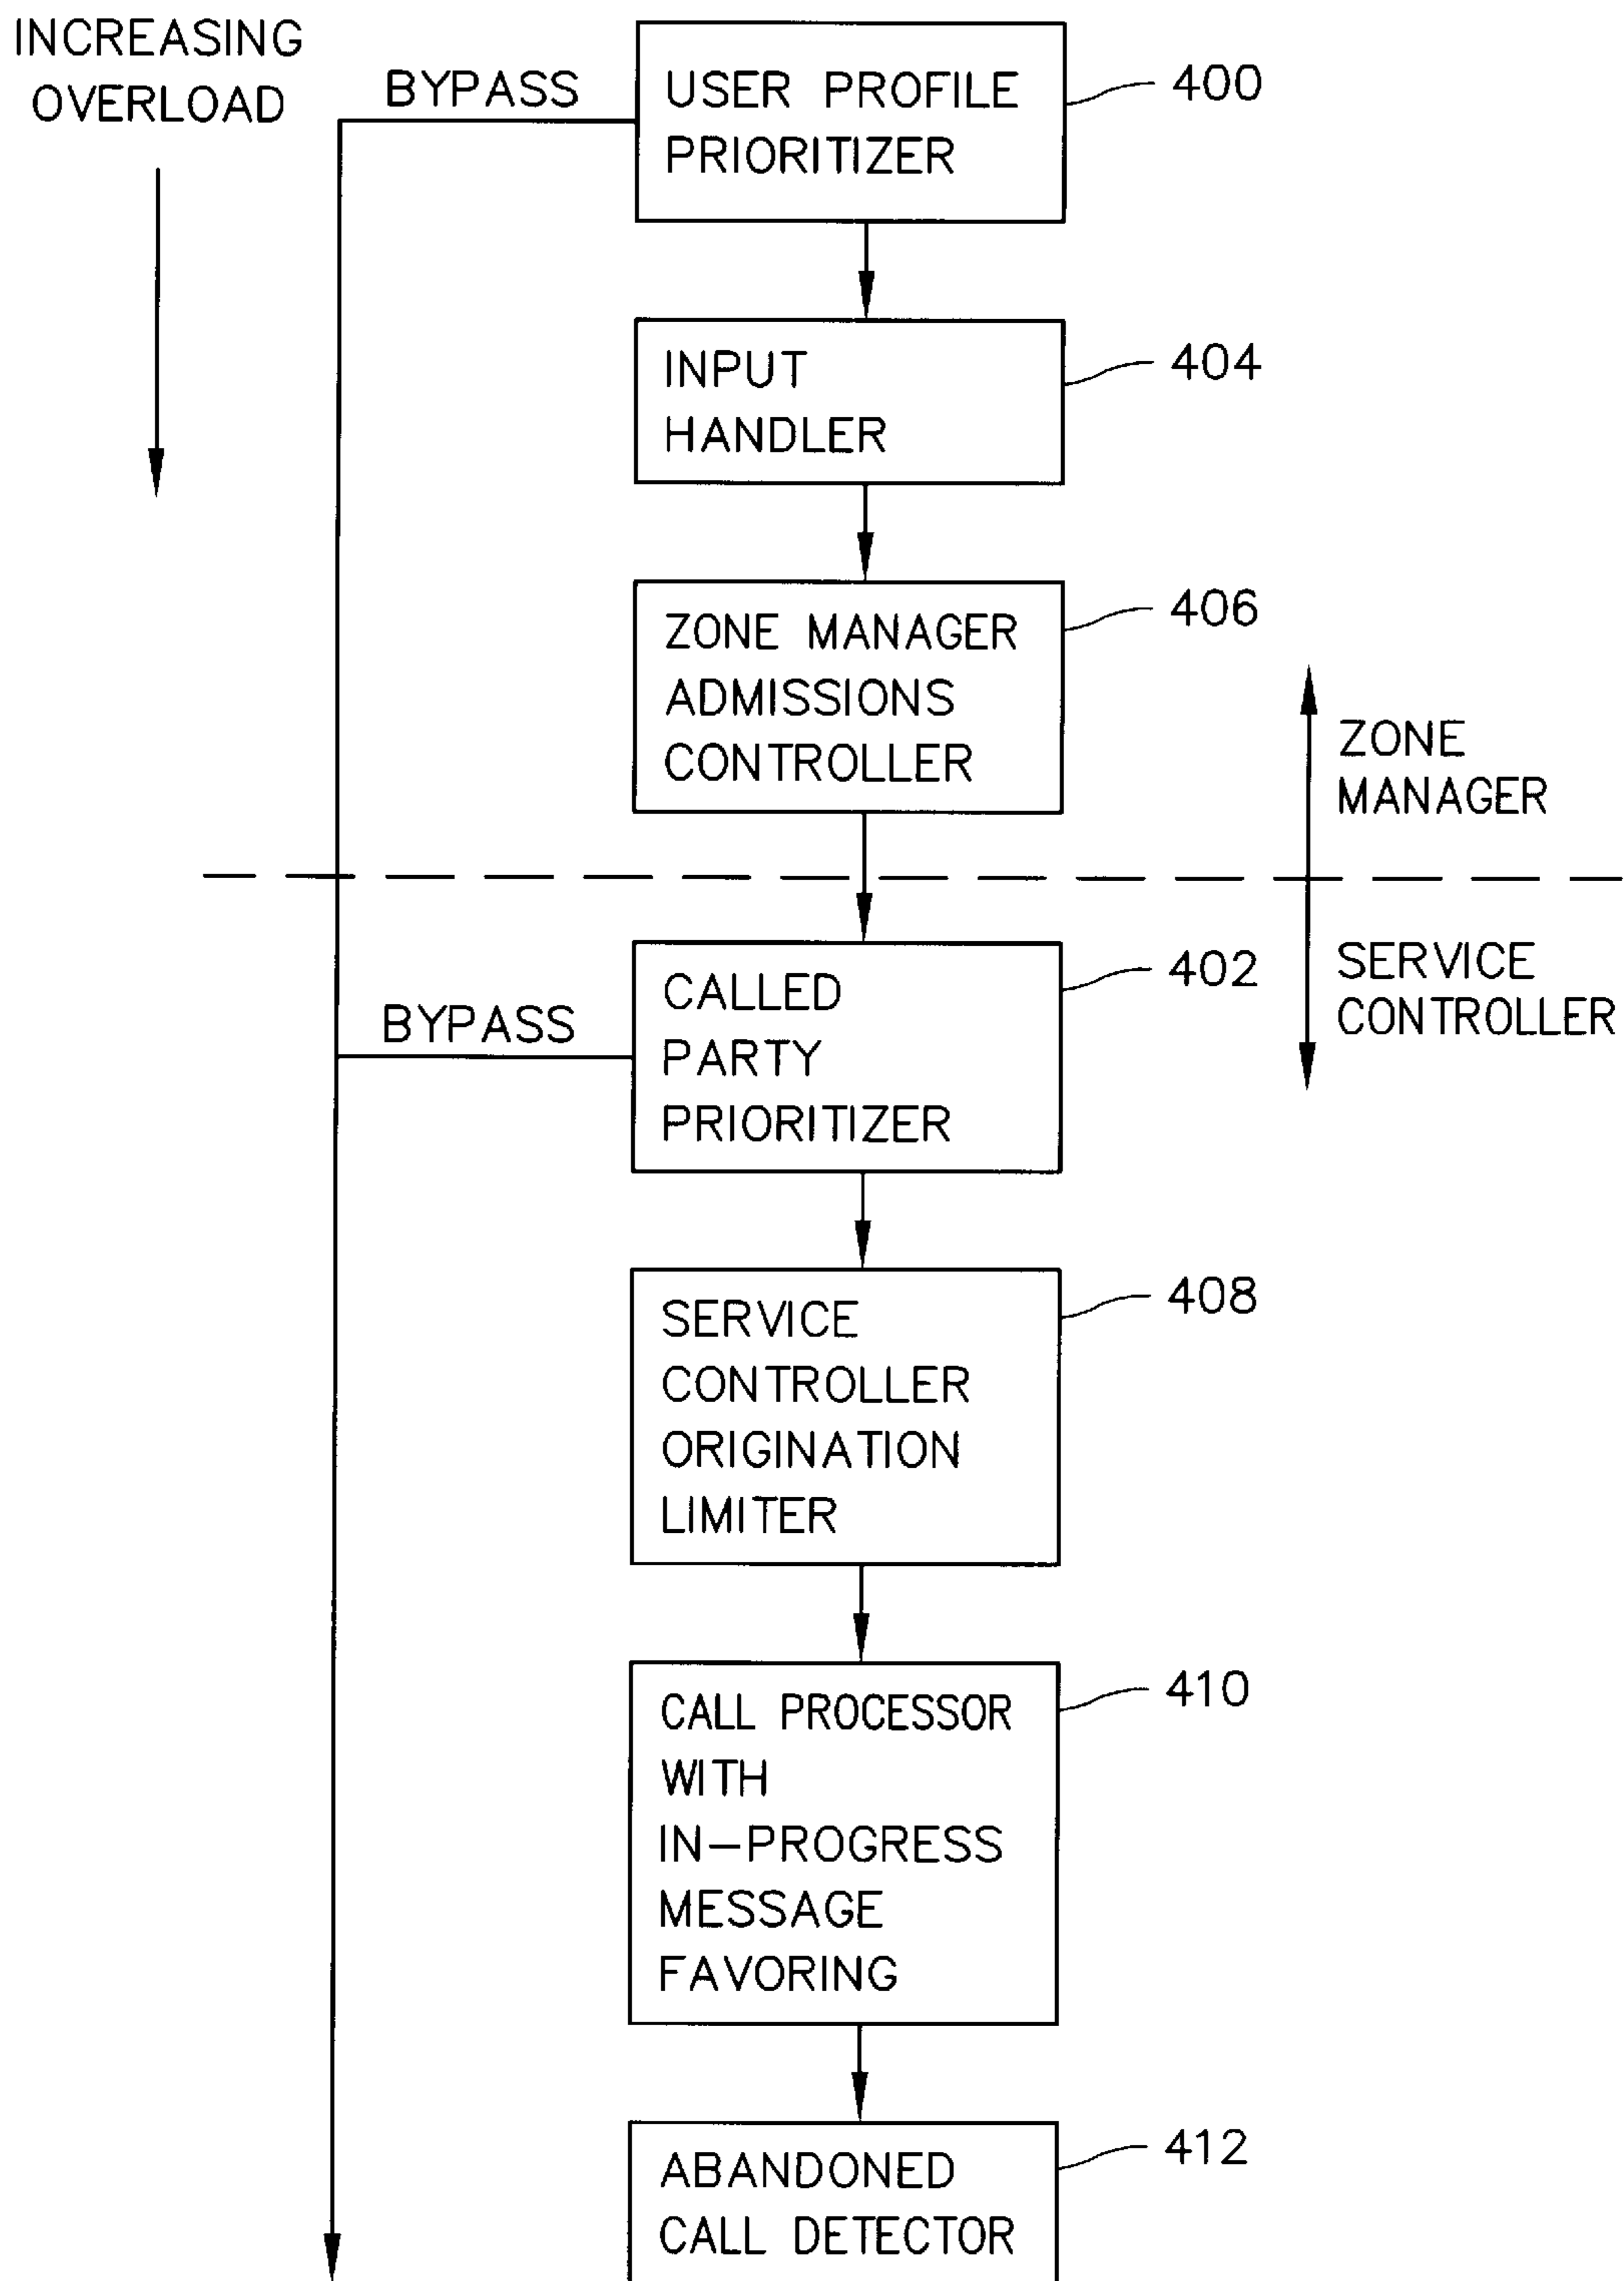 INCREASING
OVERLOAD
BYPASS
USER PROFILE
PRIORITIZER
400
INPUT
HANDLER
404
ZONE MANAGER
ADMISSIONS
CONTROLLER
406
ZONE
MANAGER
SERVICE
CONTROLLER
BYPASS
CALLED
PARTY
PRIORITIZER
402
SERVICE
CONTROLLER
ORIGINATION
LIMITER
408
CALL PROCESSOR
WITH
IN-PROGRESS
MESSAGE
FAVORING
410
ABANDONED
CALL DETECTOR
412